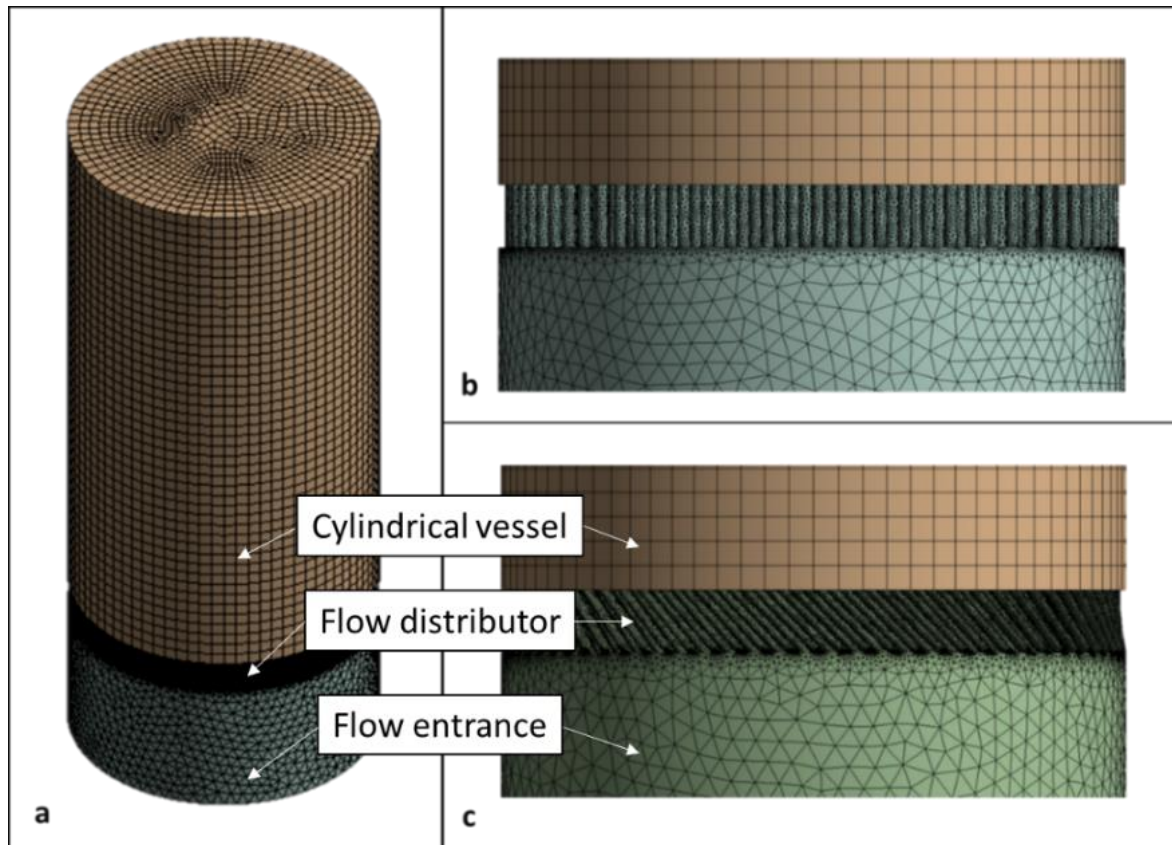 b
Cylindrical vessel
Flow distributor
Flow entrance
a
c